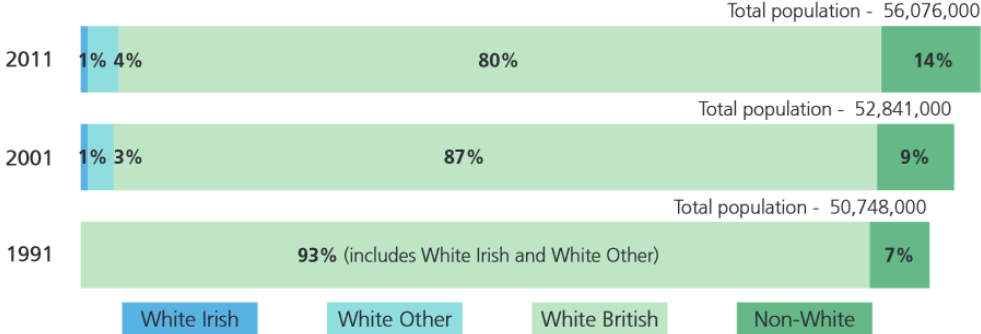 Total population - 56,076,000
2011 1% 4% 80% 14%
Total population - 52,841,000
2001 1% 3% 87% 9%
Total population - 50,748,000
1991 93% (includes White Irish and White Other) 7%
White Irish White Other White British Non-White